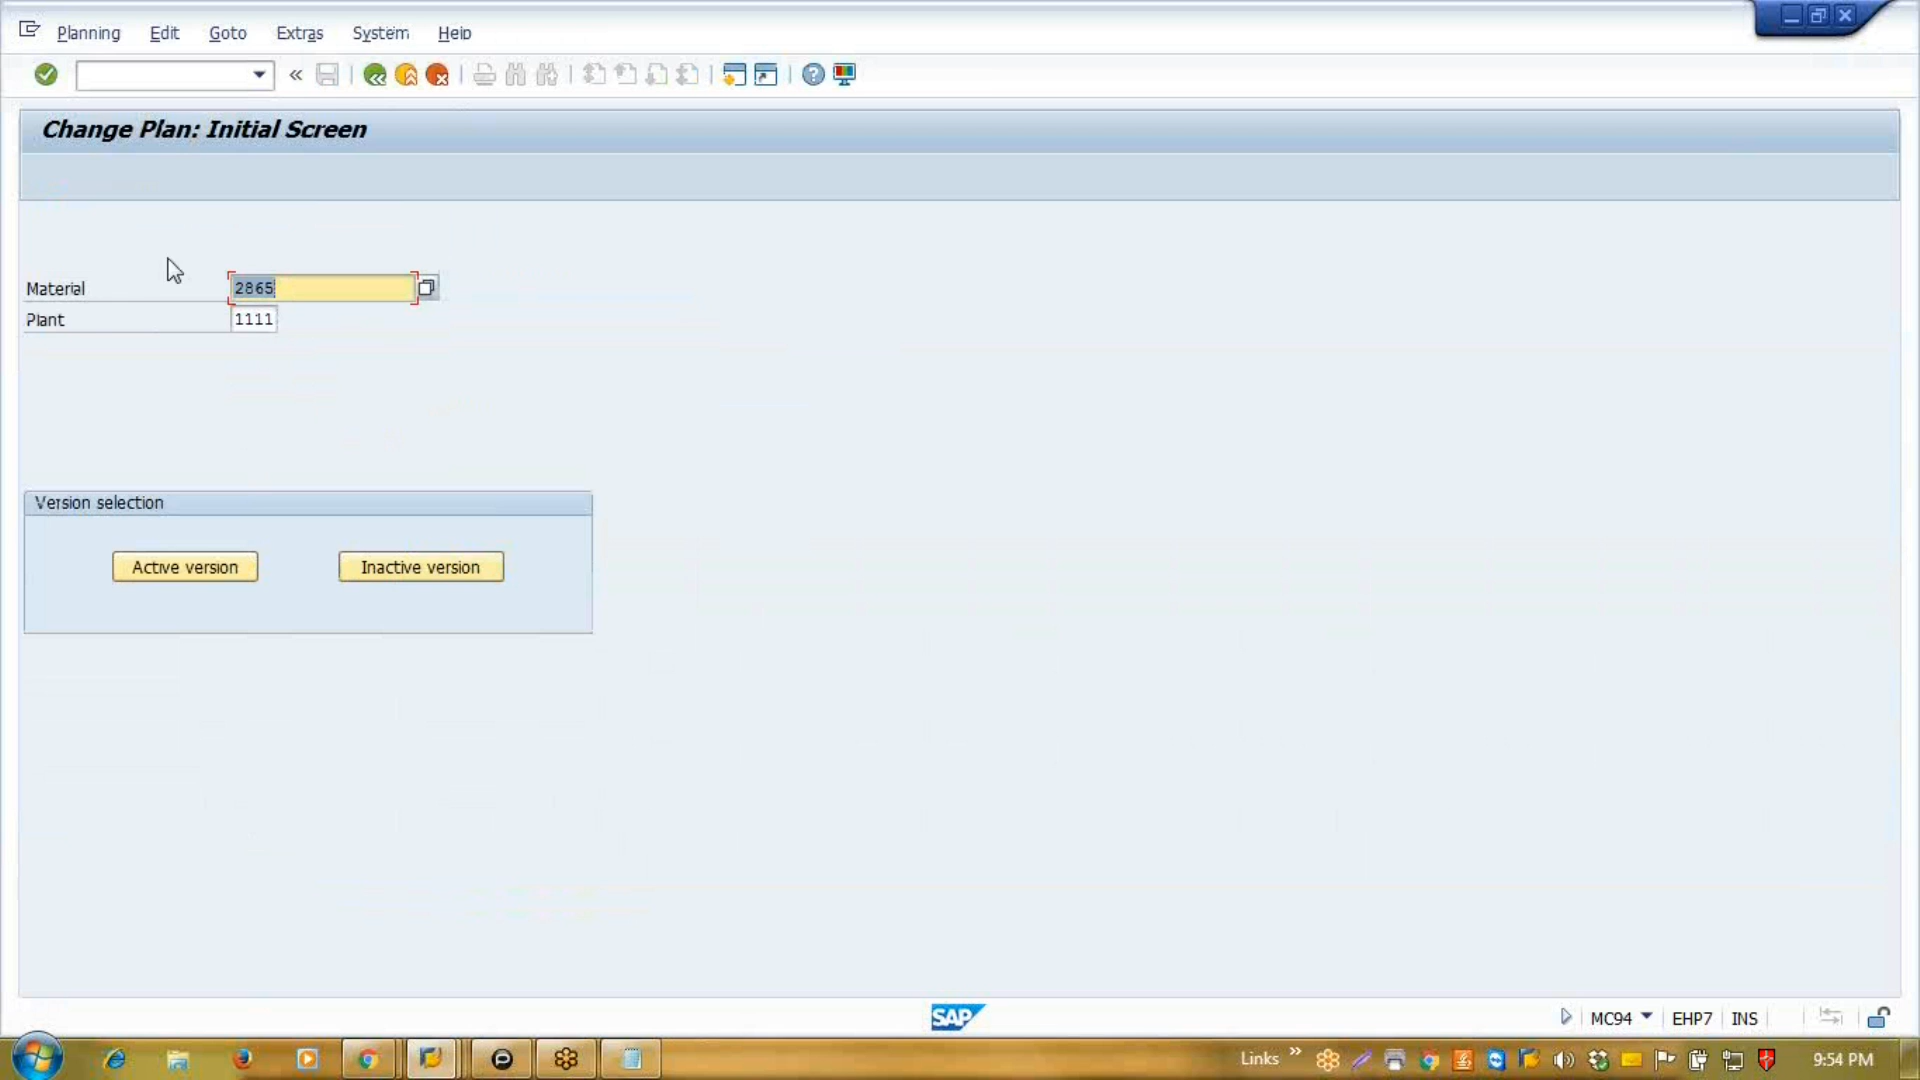 Planning Edit Goto Extras System Help
Change Plan: Initial Screen
Material 2865
Plant 1111
Version selection
Active version Inactive version
SAP
MC94 EHP7 INS
Links » 9:54 PM